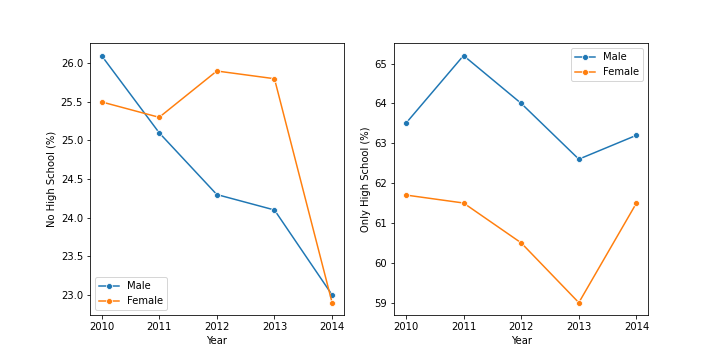 No High School (%)
26.0
25.5
25.0
24.5
24.0
23.5
23.0
Male
Female
2010 2011 2012 2013 2014
Year
Only High School (%)
65
64
63
62
61
60
59
Male
Female
2010 2011 2012 2013 2014
Year